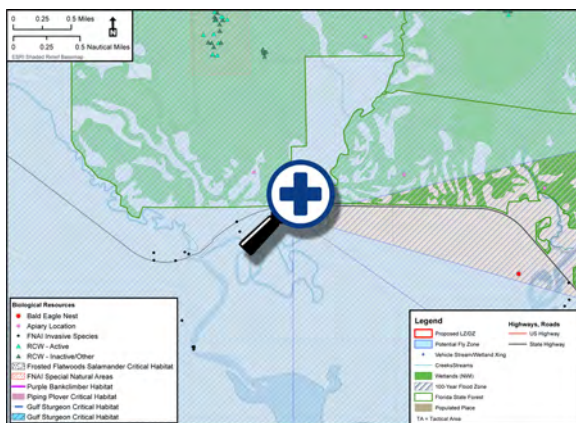 0 0.5 Miles
0 0.25 0.5 Nautical Miles
N
ESRI Shaded Relief Basemap
Biological Resources
Bald Eagle Nest
Apiary Location
FNAI Invasive Species
RCW - Active
RCW - Inactive/Other
Frosted Flatwoods Salamander Critical Habitat
FNAI Special Natural Areas
Purple Bankclimber Habitat
Piping Plover Critical Habitat
Gulf Sturgeon Critical Habitat
Gulf Sturgeon Critical Habitat
Legend
Proposed LZ/DZ
Potential Fly Zone
Vehicle Stream/Wetland Xing
Creeks/Streams
Wetlands (NWI)
100-Year Flood Zone
Florida State Forest
Populated Place
TA = Tactical Area
Highways, Roads
US Highway
State Highway